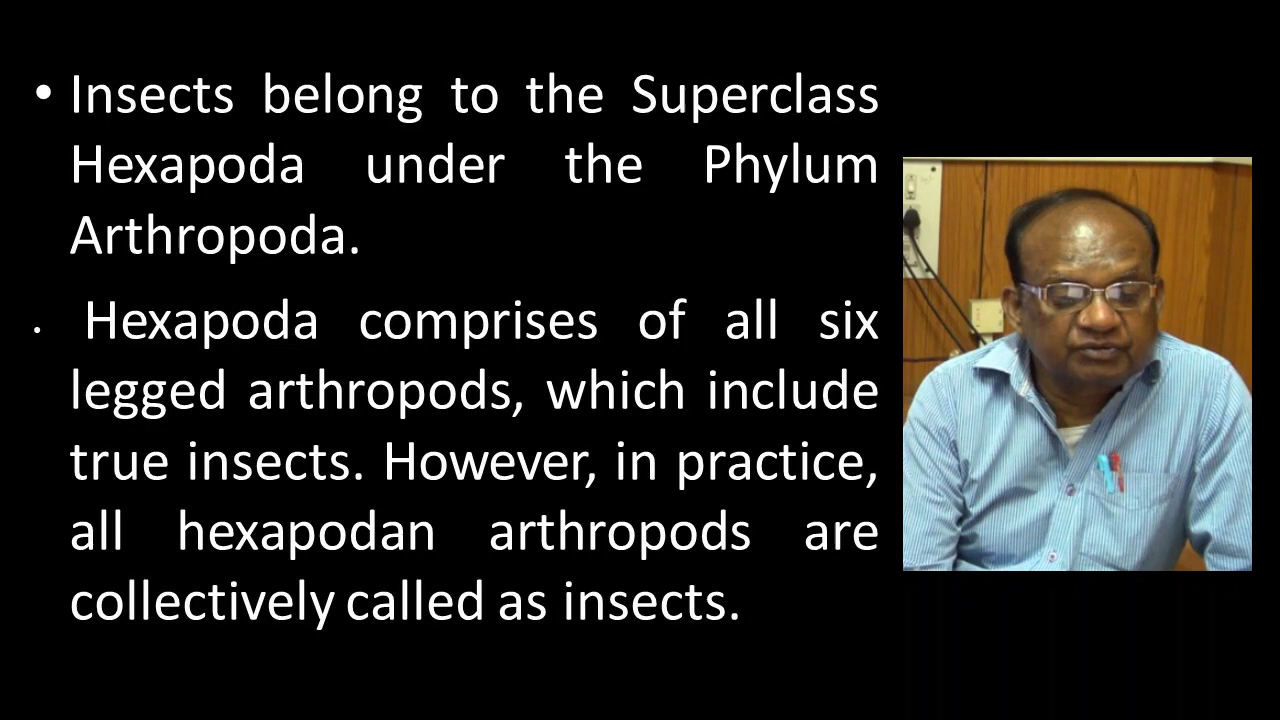 • Insects belong to the Superclass
Hexapoda under the Phylum
Arthropoda.
• Hexapoda comprises of all six
legged arthropods, which include
true insects. However, in practice,
all hexapodan arthropods are
collectively called as insects.